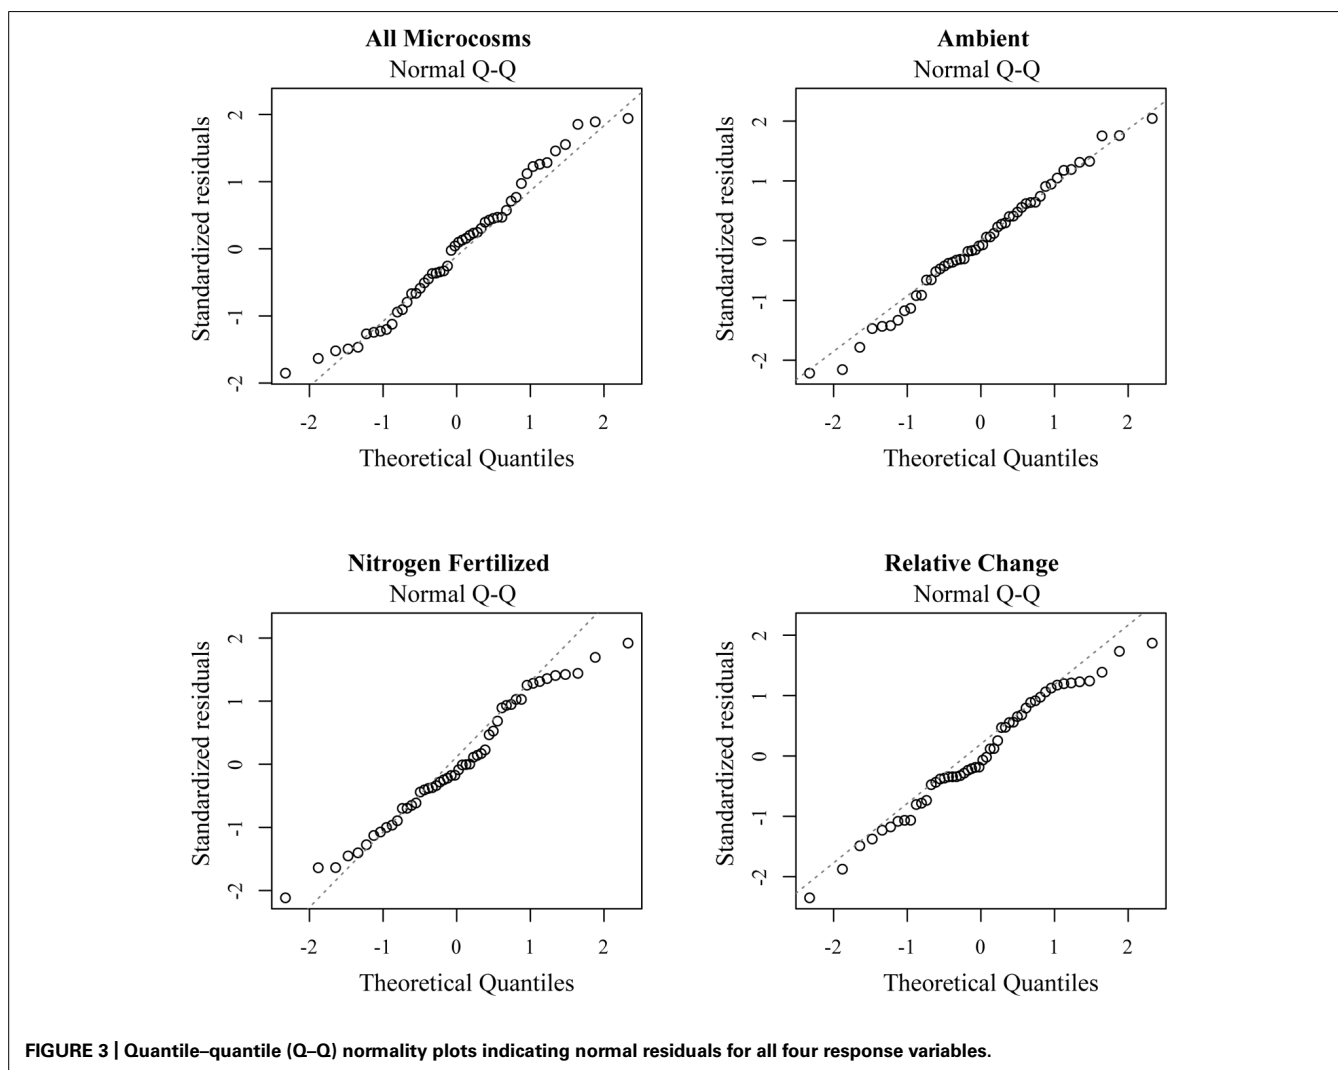 All Microcosms
Normal Q-Q
Standardized residuals
2
1
0
-1
-2
-2 -1 0 1 2
Theoretical Quantiles
Ambient
Normal Q-Q
Standardized residuals
2
1
0
-1
-2
-2 -1 0 1 2
Theoretical Quantiles
Nitrogen Fertilized
Normal Q-Q
Standardized residuals
2
1
0
-1
-2
-2 -1 0 1 2
Theoretical Quantiles
Relative Change
Normal Q-Q
Standardized residuals
2
1
0
-1
-2
-2 -1 0 1 2
Theoretical Quantiles
FIGURE 3 | Quantile–quantile (Q–Q) normality plots indicating normal residuals for all four response variables.